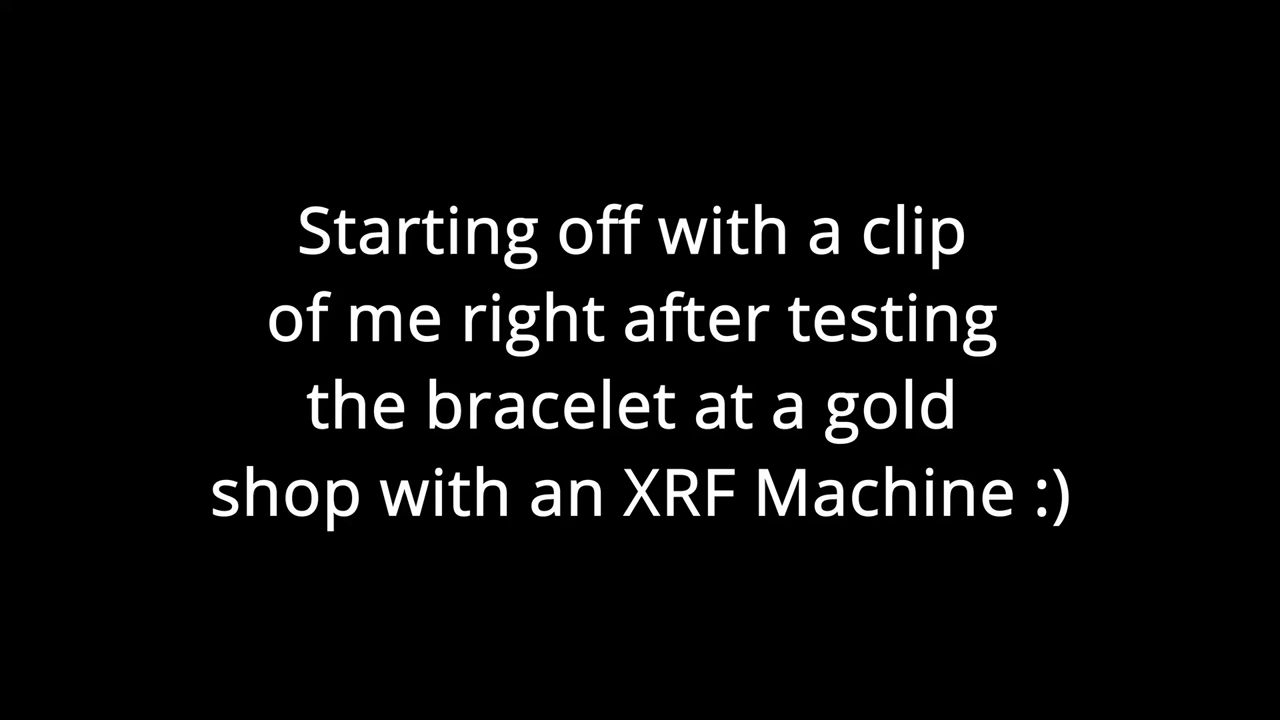 Starting off with a clip
of me right after testing
the bracelet at a gold
shop with an XRF Machine :)